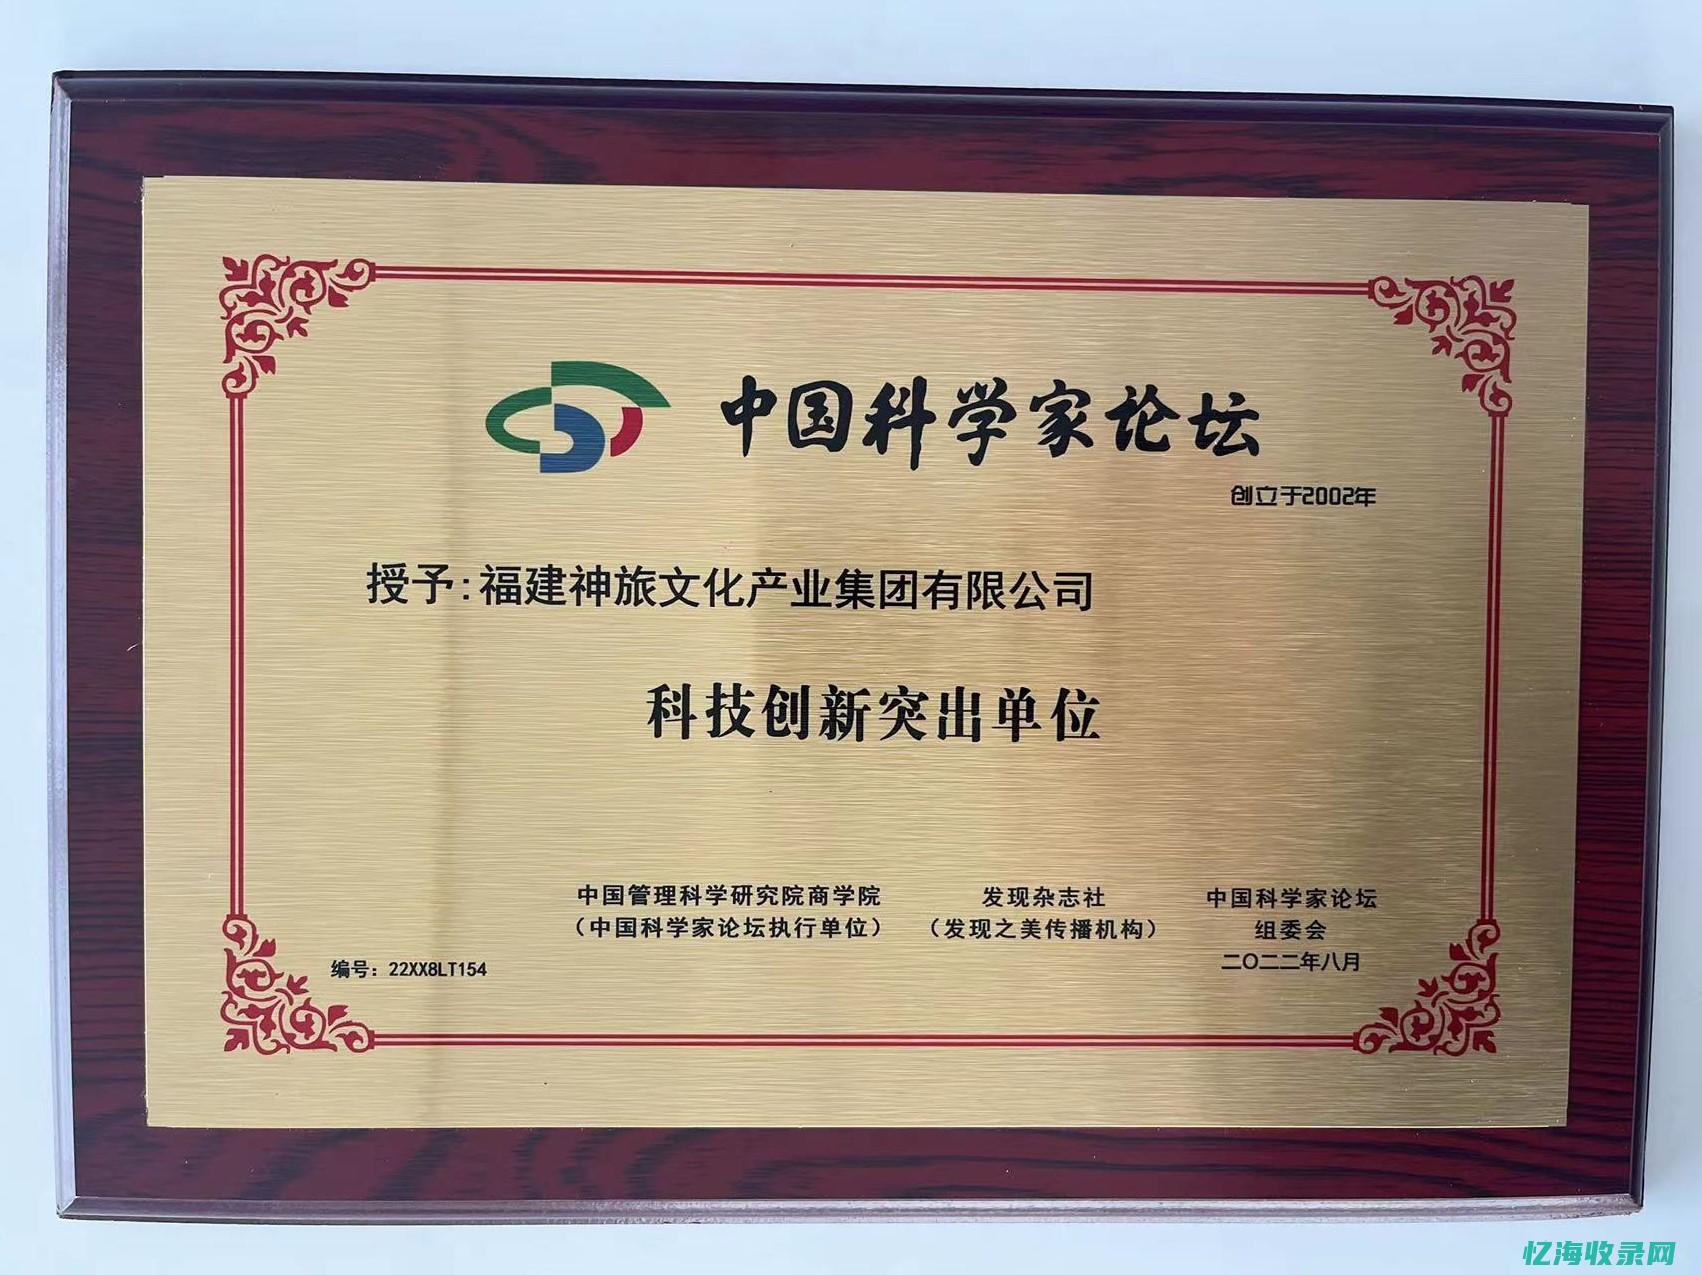 中国科学家论坛
创立于2002年
授予:福建神旅文化产业集团有限公司
科技创新突出单位
中国管理科学研究院商学院
（中国科学家论坛执行单位）
发现杂志社
（发现之美传播机构）
中国科学家论坛
组委会
二〇二二年八月
编号：22XX8LT154
忆海收录网